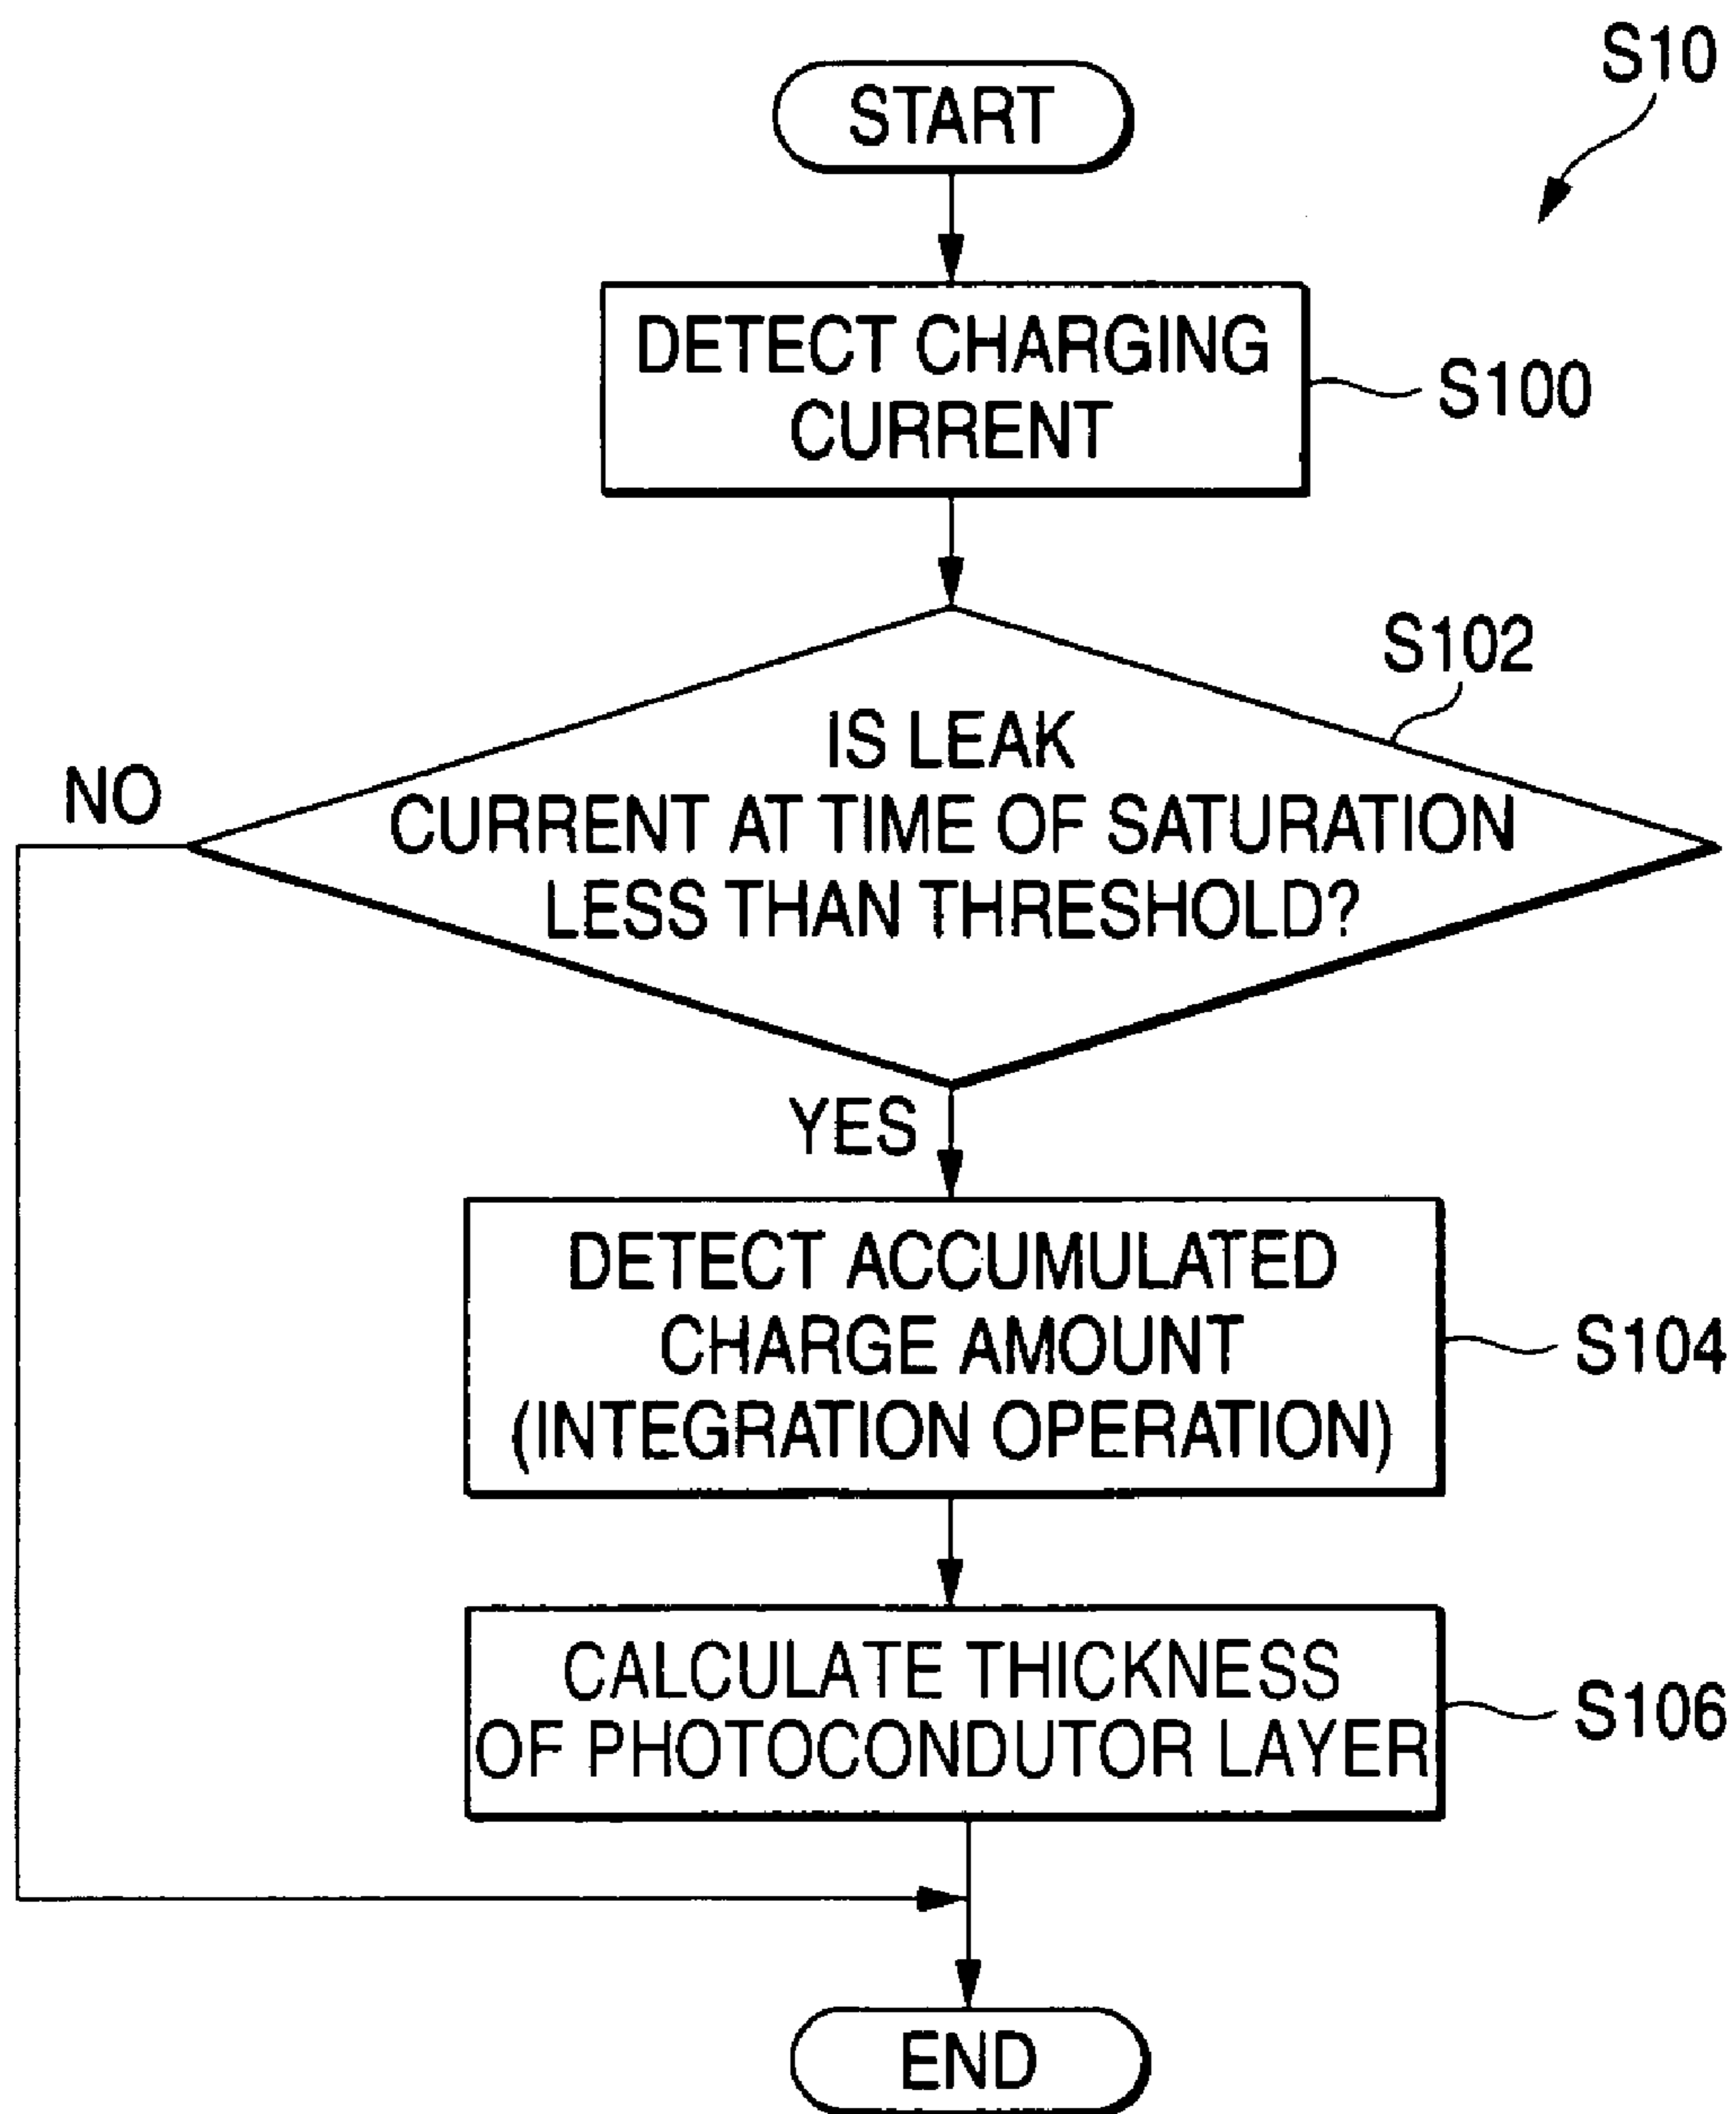 S10
START
DETECT CHARGING
CURRENT
S100
S102
IS LEAK
CURRENT AT TIME OF SATURATION
LESS THAN THRESHOLD?
NO
YES
DETECT ACCUMULATED
CHARGE AMOUNT
(INTEGRATION OPERATION)
S104
CALCULATE THICKNESS
OF PHOTOCONDUTOR LAYER
S106
END